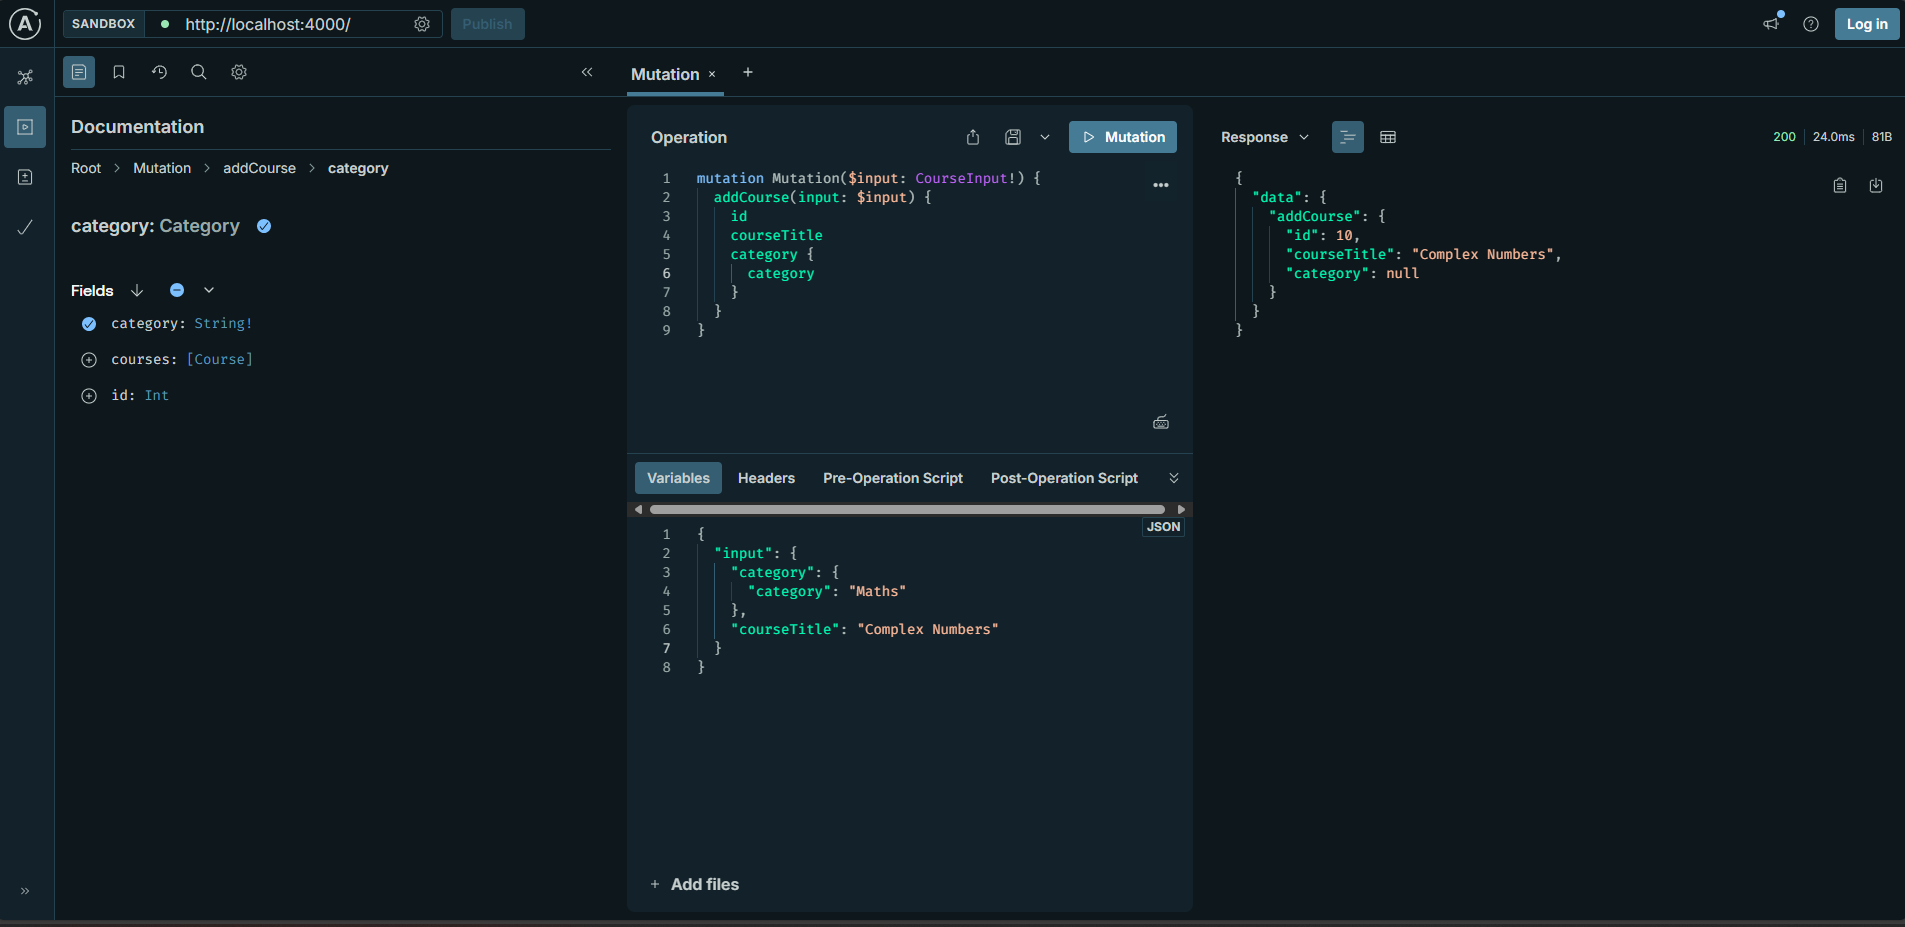 SANDBOX http://localhost:4000/ Publish Log in
Mutation × +
Documentation
Root > Mutation > addCourse > category
category: Category
Fields
category: String!
courses: [Course]
id: Int
Operation
Mutation
1 mutation Mutation($input: CourseInput!) {
2 addCourse(input: $input) {
3 id
4 courseTitle
5 category {
6 category
7 }
8 }
9 }
Variables Headers Pre-Operation Script Post-Operation Script
JSON
1 {
2 "input": {
3 "category": {
4 "category": "Maths"
5 },
6 "courseTitle": "Complex Numbers"
7 }
8 }
+ Add files
Response 200 24.0ms 81B
{
"data": {
"addCourse": {
"id": 10,
"courseTitle": "Complex Numbers",
"category": null
}
}
}